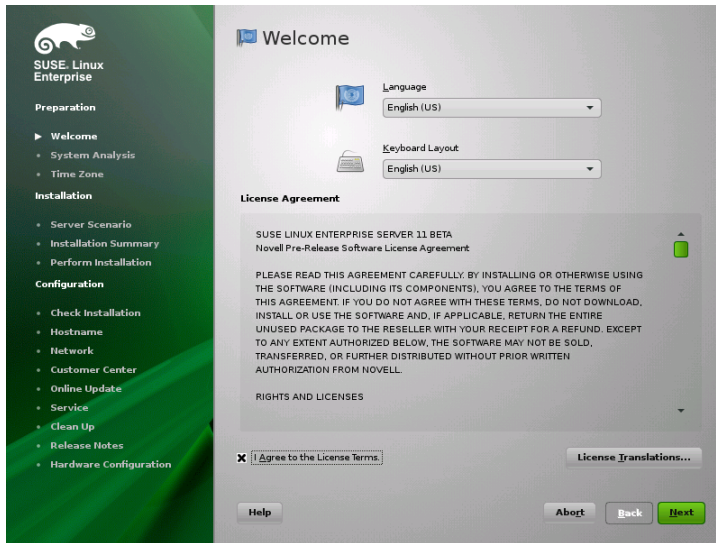 SUSE. Linux
Enterprise
Preparation
Welcome
System Analysis
Time Zone
Installation
Server Scenario
Installation Summary
Perform Installation
Configuration
Check Installation
Hostname
Network
Customer Center
Online Update
Service
Clean Up
Release Notes
Hardware Configuration
Welcome
Language
English (US)
Keyboard Layout
English (US)
License Agreement
SUSE LINUX ENTERPRISE SERVER 11 BETA
Novell Pre-Release Software License Agreement
PLEASE READ THIS AGREEMENT CAREFULLY. BY INSTALLING OR OTHERWISE USING
THE SOFTWARE (INCLUDING ITS COMPONENTS), YOU AGREE TO THE TERMS OF
THIS AGREEMENT. IF YOU DO NOT AGREE WITH THESE TERMS, DO NOT DOWNLOAD,
INSTALL OR USE THE SOFTWARE AND, IF APPLICABLE, RETURN THE ENTIRE
UNUSED PACKAGE TO THE RESELLER WITH YOUR RECEIPT FOR A REFUND. EXCEPT
TO ANY EXTENT AUTHORIZED BELOW, THE SOFTWARE MAY NOT BE SOLD,
TRANSFERRED, OR FURTHER DISTRIBUTED WITHOUT PRIOR WRITTEN
AUTHORIZATION FROM NOVELL.
RIGHTS AND LICENSES
I Agree to the License Terms.
License Translations...
Help
Abort
Back
Next